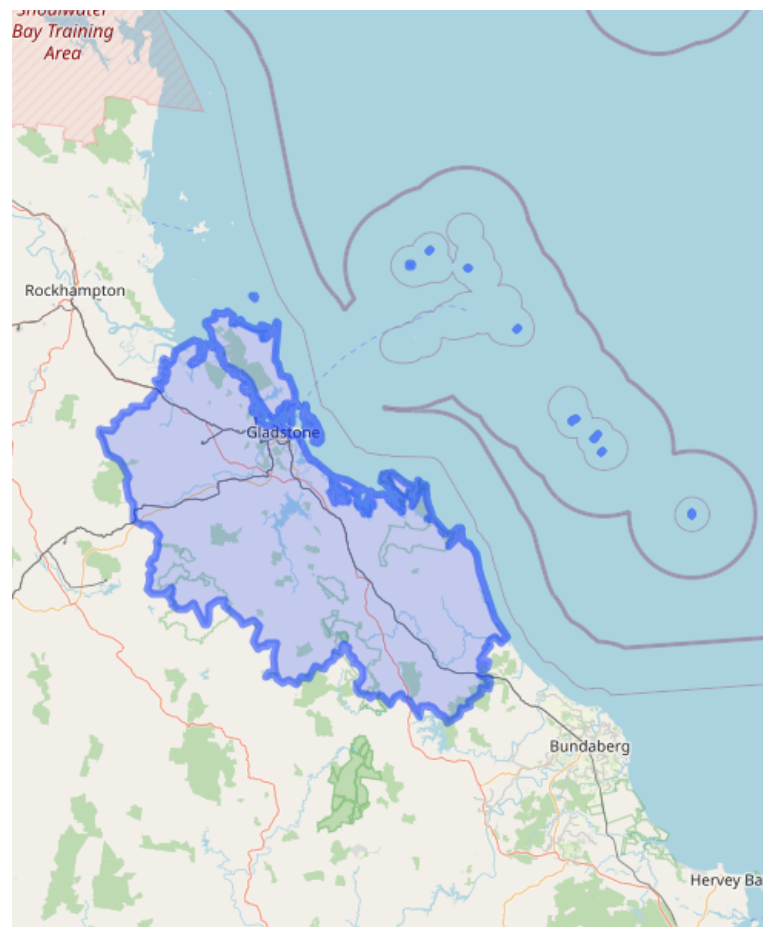 Shoalwater
Bay Training
Area
Rockhampton
Gladstone
Bundaberg
Hervey Ba